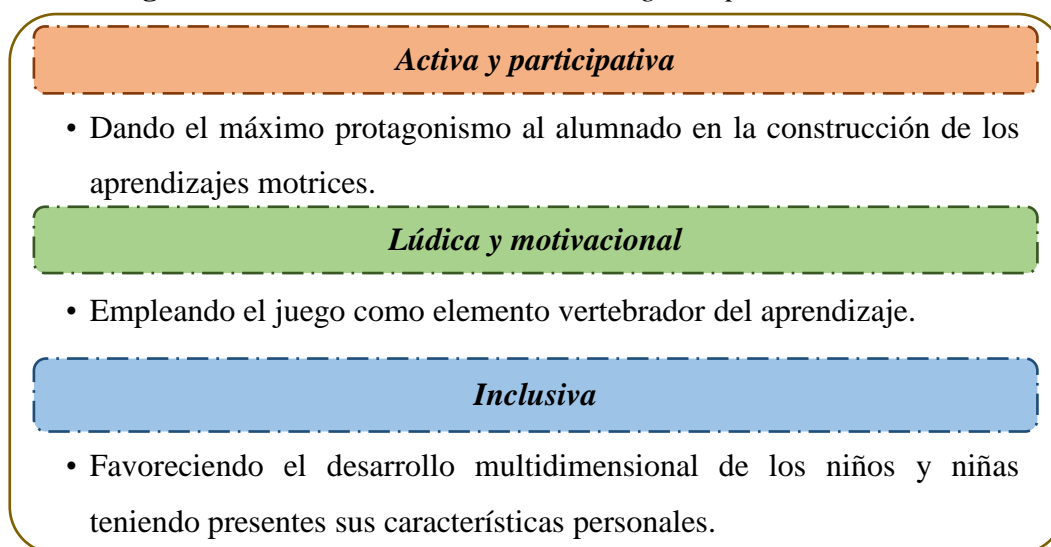 Activa y participativa
• Dando el máximo protagonismo al alumnado en la construcción de los
aprendizajes motrices.
Lúdica y motivacional
• Empleando el juego como elemento vertebrador del aprendizaje.
Inclusiva
• Favoreciendo el desarrollo multidimensional de los niños y niñas
teniendo presentes sus características personales.